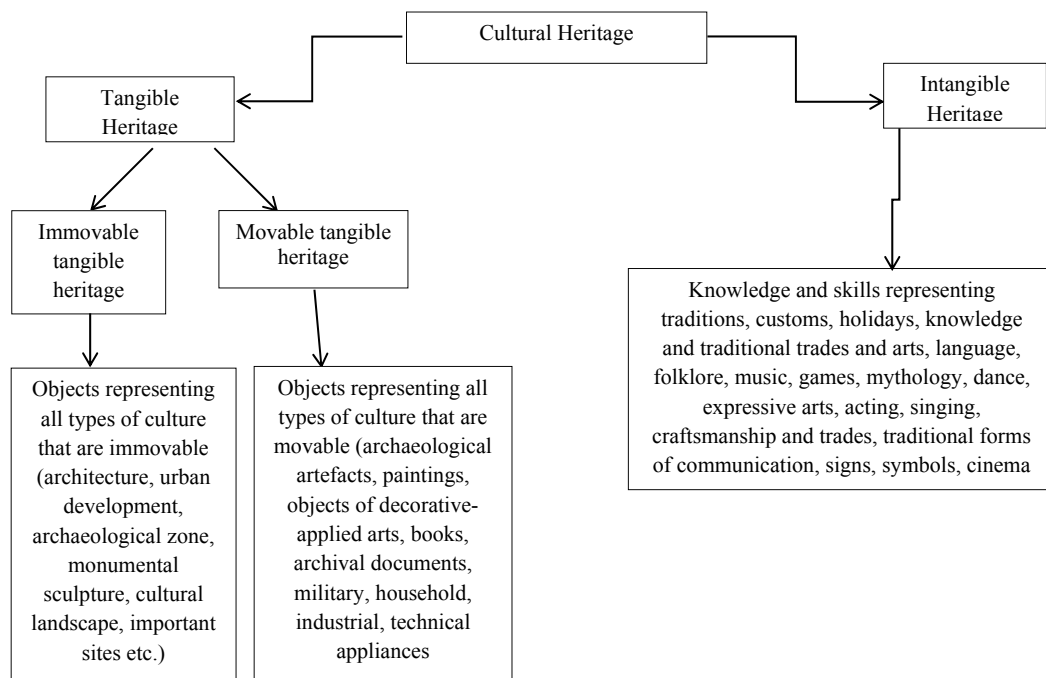 Cultural Heritage
Tangible
Heritage
Intangible
Heritage
Immovable
tangible
heritage
Movable tangible
heritage
Knowledge and skills representing
traditions, customs, holidays, knowledge
and traditional trades and arts, language,
folklore, music, games, mythology, dance,
expressive arts, acting, singing,
craftsmanship and trades, traditional forms
of communication, signs, symbols, cinema
Objects representing
all types of culture
that are immovable
(architecture, urban
development,
archaeological zone,
monumental
sculpture, cultural
landscape, important
sites etc.)
Objects representing all
types of culture that are
movable (archaeological
artefacts, paintings,
objects of decorative-
applied arts, books,
archival documents,
military, household,
industrial, technical
appliances